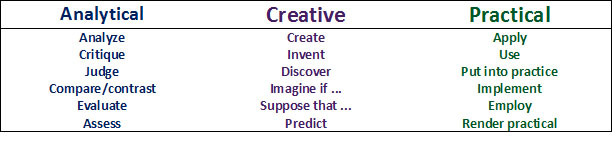 Analytical Creative Practical
Analyze Create Apply
Critique Invent Use
Judge Discover Put into practice
Compare/contrast Imagine if ... Implement
Evaluate Suppose that ... Employ
Assess Predict Render practical